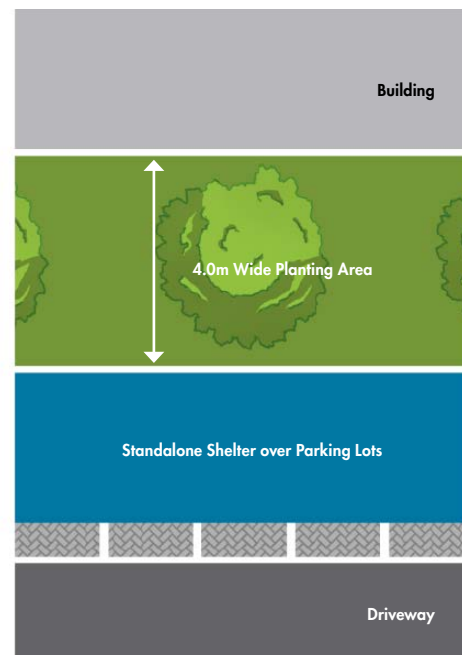 Building
4.0m Wide Planting Area
Standalone Shelter over Parking Lots
Driveway